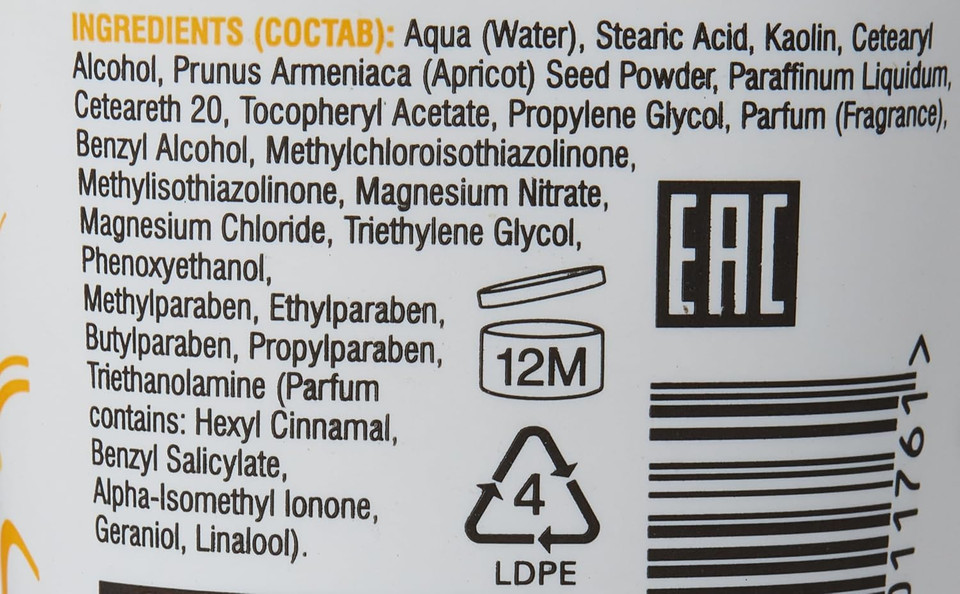 INGREDIENTS (СОСТАВ): Aqua (Water), Stearic Acid, Kaolin, Cetearyl
Alcohol, Prunus Armeniaca (Apricot) Seed Powder, Paraffinum Liquidum,
Ceteareth 20, Tocopheryl Acetate, Propylene Glycol, Parfum (Fragrance),
Benzyl Alcohol, Methylchloroisothiazolinone,
Methylisothiazolinone, Magnesium Nitrate,
Magnesium Chloride, Triethylene Glycol,
Phenoxyethanol,
Methylparaben, Ethylparaben,
Butylparaben, Propylparaben,
Triethanolamine (Parfum
contains: Hexyl Cinnamal,
Benzyl Salicylate,
Alpha-Isomethyl Ionone,
Geraniol, Linalool).
EAC
12M
4
LDPE
011761>